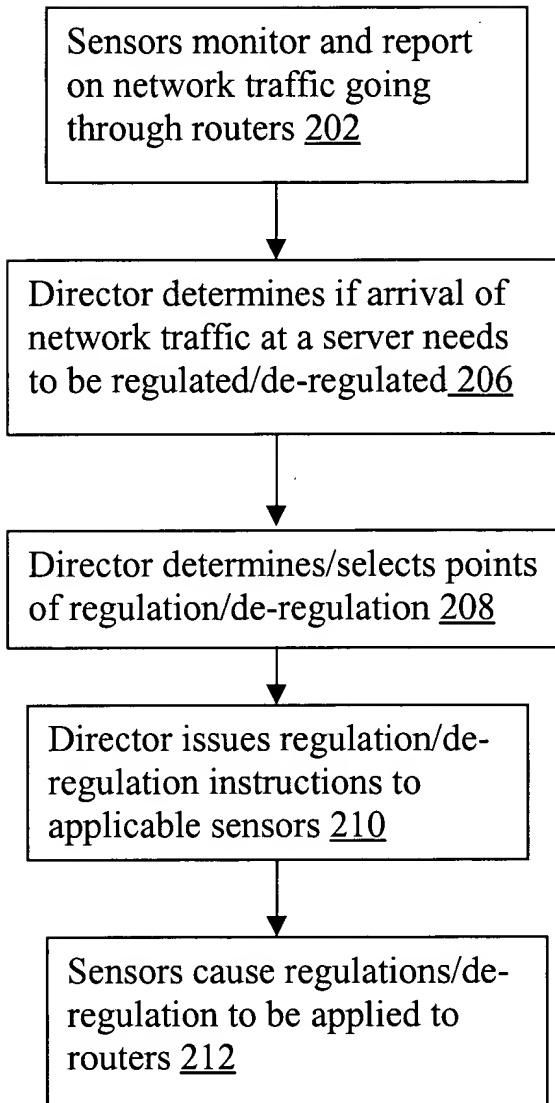 Sensors monitor and report
on network traffic going
through routers 202
Director determines if arrival of
network traffic at a server needs
to be regulated/de-regulated 206
Director determines/selects points
of regulation/de-regulation 208
Director issues regulation/de-
regulation instructions to
applicable sensors 210
Sensors cause regulations/de-
regulation to be applied to
routers 212